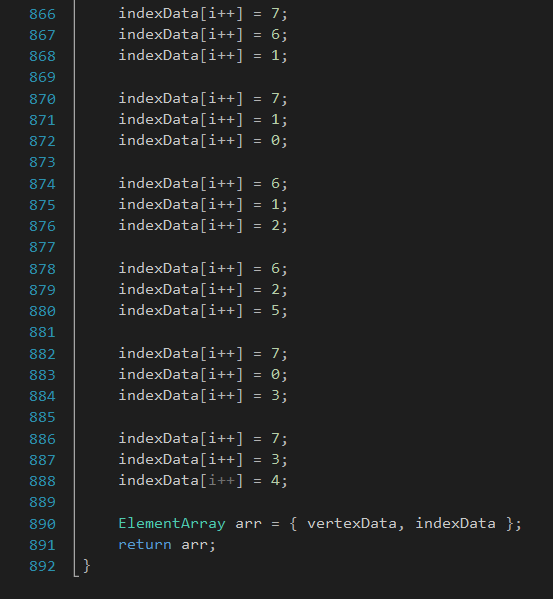 866 indexData[i++] = 7;
867 indexData[i++] = 6;
868 indexData[i++] = 1;
869
870 indexData[i++] = 7;
871 indexData[i++] = 1;
872 indexData[i++] = 0;
873
874 indexData[i++] = 6;
875 indexData[i++] = 1;
876 indexData[i++] = 2;
877
878 indexData[i++] = 6;
879 indexData[i++] = 2;
880 indexData[i++] = 5;
881
882 indexData[i++] = 7;
883 indexData[i++] = 0;
884 indexData[i++] = 3;
885
886 indexData[i++] = 7;
887 indexData[i++] = 3;
888 indexData[i++] = 4;
889
890 ElementArray arr = { vertexData, indexData };
891 return arr;
892 }